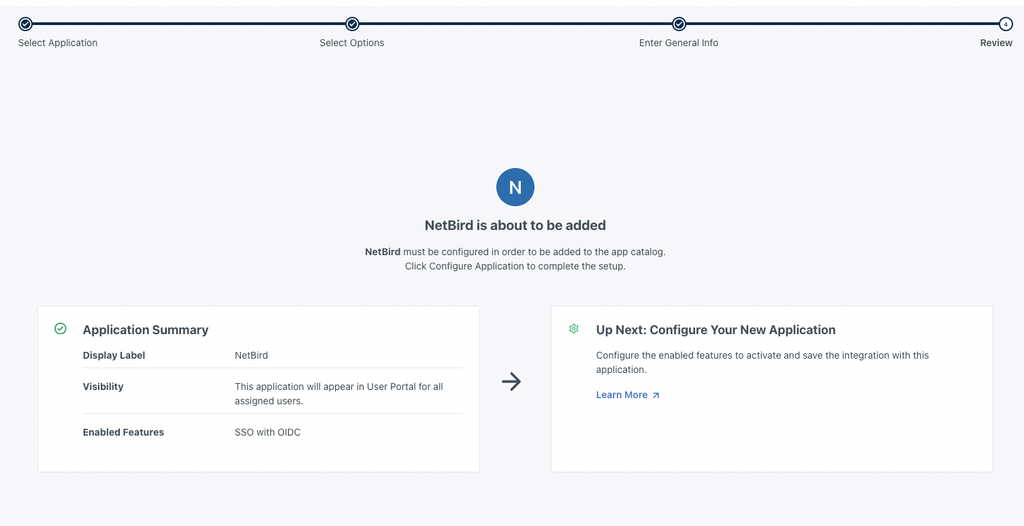 4
Select Application
Select Options
Enter General Info
Review
N
NetBird is about to be added
NetBird must be configured in order to be added to the app catalog.
Click Configure Application to complete the setup.
Application Summary
Display Label NetBird
Visibility This application will appear in User Portal for all
assigned users.
Enabled Features SSO with OIDC
Up Next: Configure Your New Application
Configure the enabled features to activate and save the integration with this
application.
Learn More